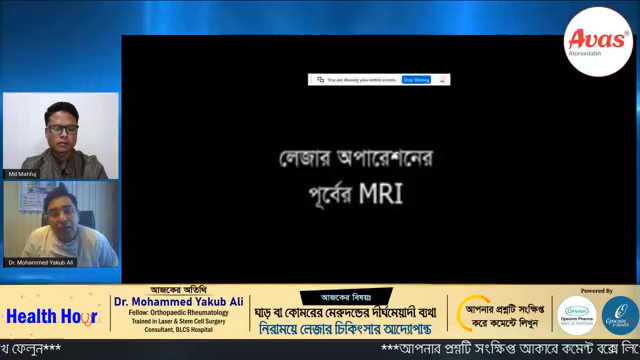 Avas
Atorvastatin
You are sharing your entire screen.
Stop Sharing
লেজার অপারেশনের
পূর্বের MRI
Md Mahfuj
Dr. Mohammed Yakub Ali
Health Hour
আজকের অতিথি
Dr. Mohammed Yakub Ali
Fellow: Orthopaedic Rheumatology
Trained in Laser & Stem Cell Surgery
Consultant, BLCS Hospital
আজকের বিষয়ঃ
ঘাড় বা কোমরের মেরুদন্ডের দীর্ঘমেয়াদী ব্যথা
নিরাময়ে লেজার চিকিৎসার আদ্যোপান্ত
আপনার প্রশ্নটি সংক্ষিপ্ত
করে কমেন্টে লিখুন
Powered By
Opsonin Pharma
থে ফেলুন*** ***আপনার প্রশ্নটি সংক্ষিপ্ত আকারে কমেন্ট বক্সে লি